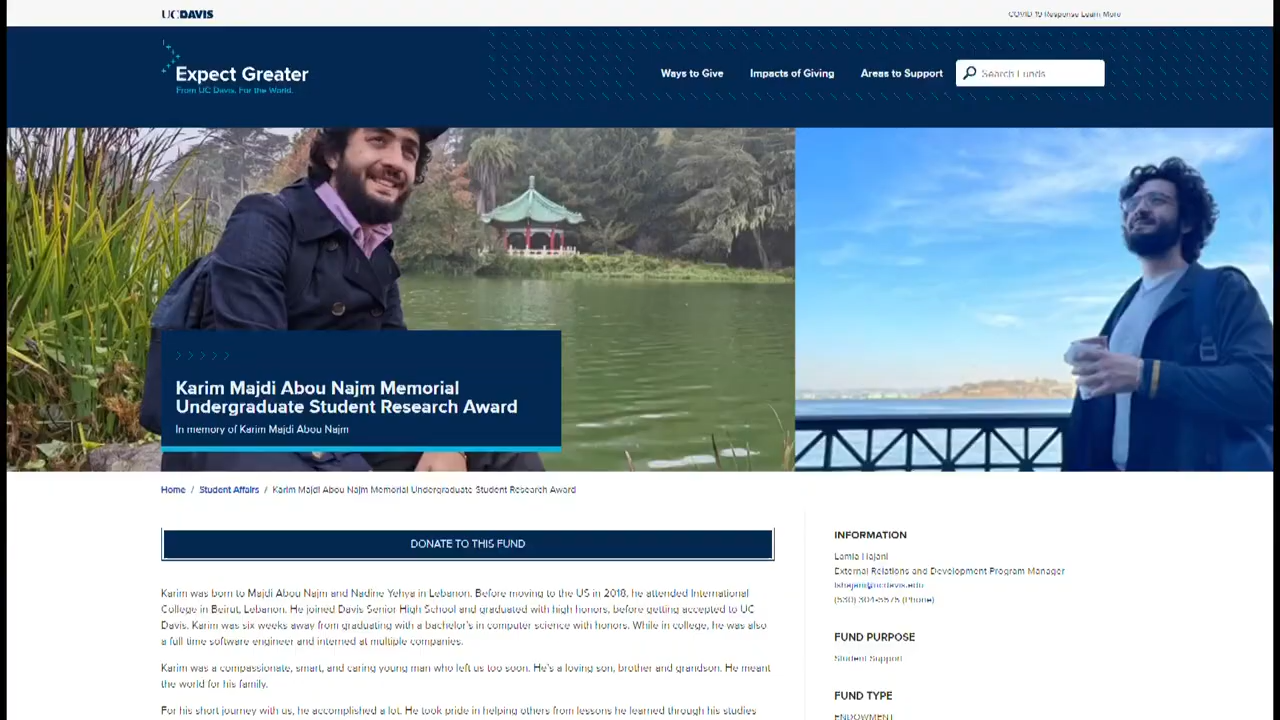 UCDAVIS
COVID-19 Response Learn More
Expect Greater
From UC Davis. For the World.
Ways to Give
Impacts of Giving
Areas to Support
Search Funds
Karim Majdi Abou Najm Memorial
Undergraduate Student Research Award
In memory of Karim Majdi Abou Najm
Home / Student Affairs / Karim Majdi Abou Najm Memorial Undergraduate Student Research Award
DONATE TO THIS FUND
Karim was born to Majdi Abou Najm and Nadine Yehya in Lebanon. Before moving to the US in 2018, he attended International
College in Beirut, Lebanon. He joined Davis Senior High School and graduated with high honors, before getting accepted to UC
Davis. Karim was six weeks away from graduating with a bachelor's in computer science with honors. While in college, he was also
a full time software engineer and interned at multiple companies.
Karim was a compassionate, smart, and caring young man who left us too soon. He's a loving son, brother and grandson. He meant
the world for his family.
For his short journey with us, he accomplished a lot. He took pride in helping others from lessons he learned through his studies
INFORMATION
Lamia Hajani
External Relations and Development Program Manager
(530) 304-5575 (Phone)
FUND PURPOSE
Student Support
FUND TYPE
ENDOWMENT